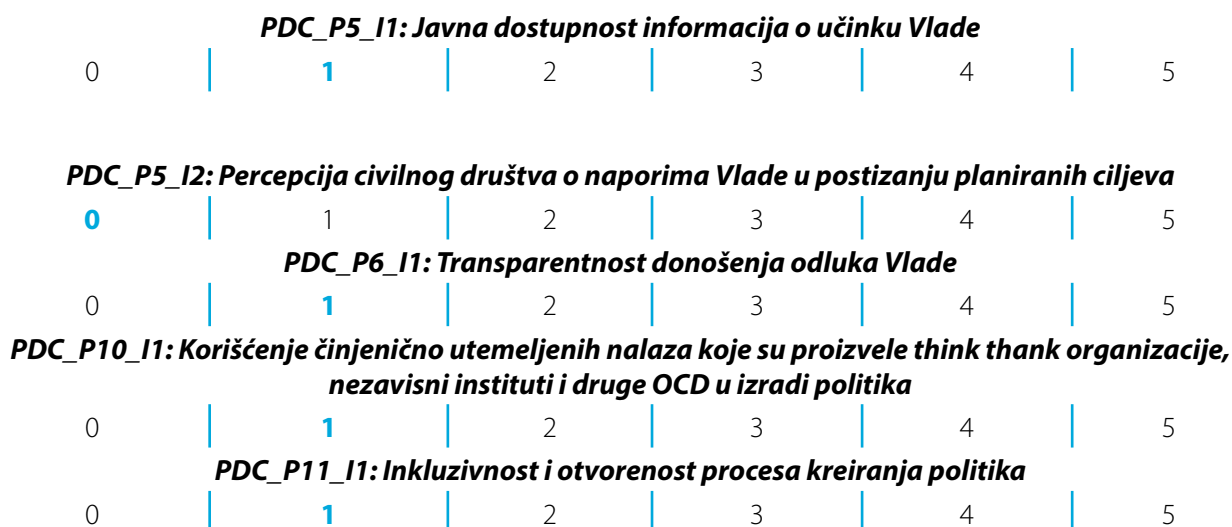 PDC_P5_I1: Javna dostupnost informacija o učinku Vlade
0 1 2 3 4 5
PDC_P5_I2: Percepcija civilnog društva o naporima Vlade u postizanju planiranih ciljeva
0 1 2 3 4 5
PDC_P6_I1: Transparentnost donošenja odluka Vlade
0 1 2 3 4 5
PDC_P10_I1: Korišćenje činjenično utemeljenih nalaza koje su proizvele think thank organizacije,
nezavisni instituti i druge OCD u izradi politika
0 1 2 3 4 5
PDC_P11_I1: Inkluzivnost i otvorenost procesa kreiranja politika
0 1 2 3 4 5